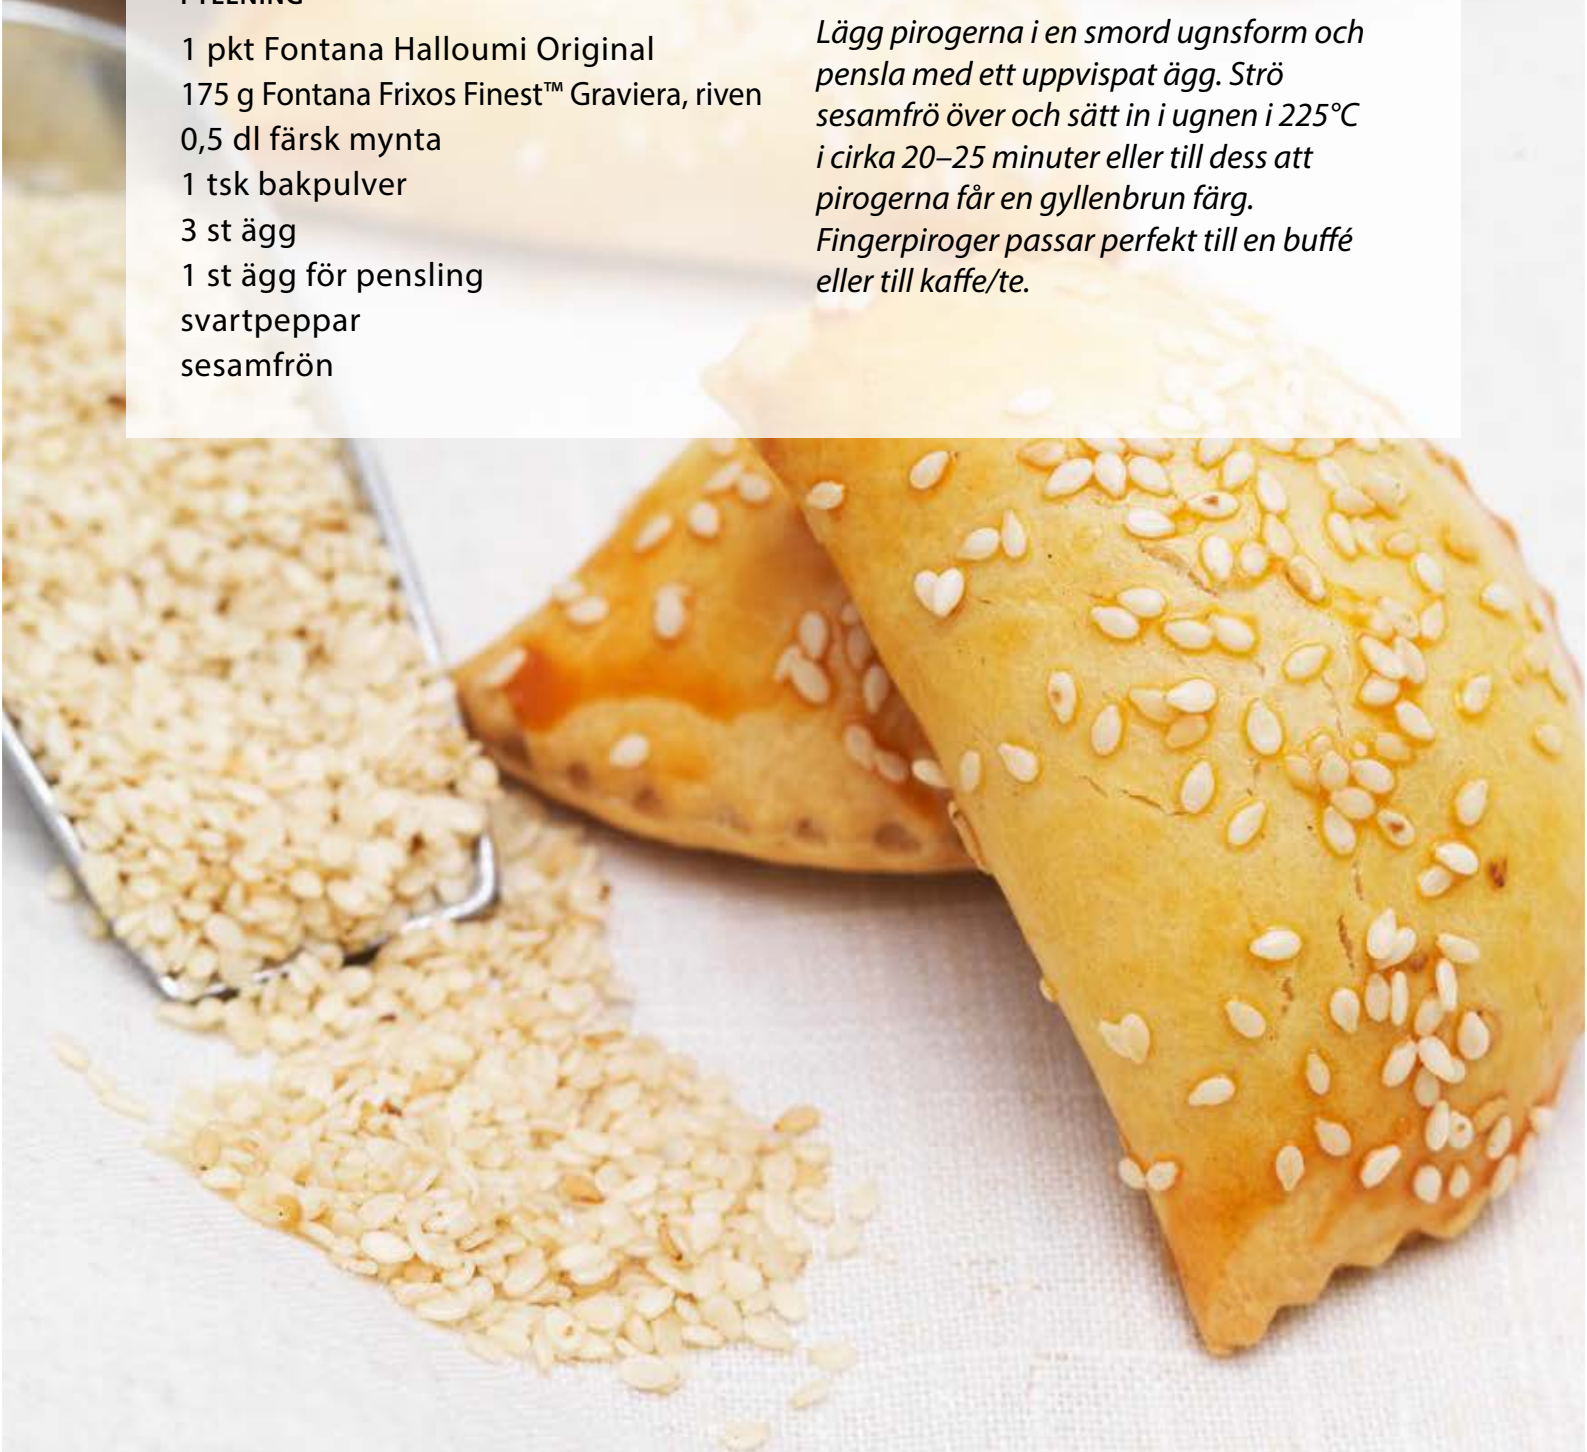 FYLLNING
1 pkt Fontana Halloumi Original
175 g Fontana Frixos Finest™ Graviera, riven
0,5 dl färsk mynta
1 tsk bakpulver
3 st ägg
1 st ägg för pensling
svartpeppar
sesamfrön
Lägg pirogerna i en smord ugnsform och
pensla med ett uppvispat ägg. Strö
sesamfrö över och sätt in i ugnen i 225°C
i cirka 20–25 minuter eller till dess att
pirogerna får en gyllenbrun färg.
Fingerpiroger passar perfekt till en buffé
eller till kaffe/te.